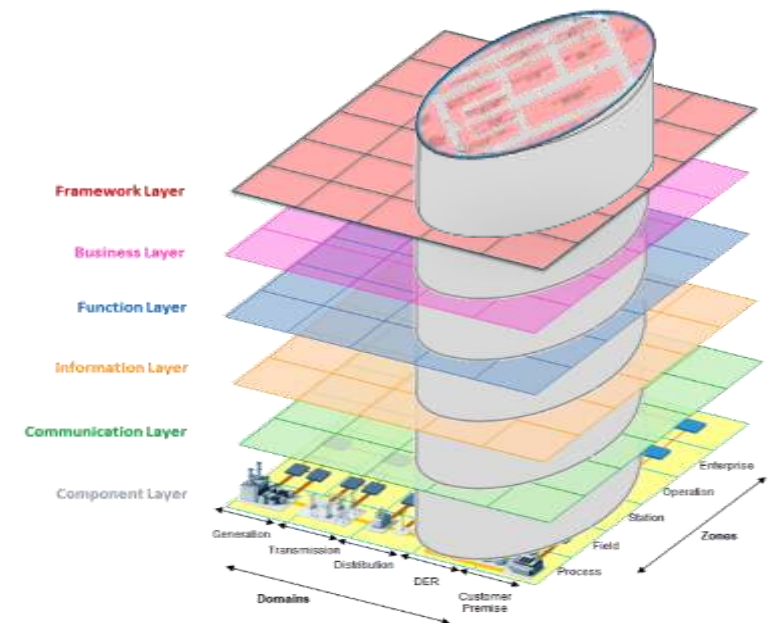 Framework Layer
Business Layer
Function Layer
Information Layer
Communication Layer
Component Layer
Generation
Transmission
Distribution
DER
Customer
Premise
Domains
Process
Field
Station
Operation
Enterprise
Zones